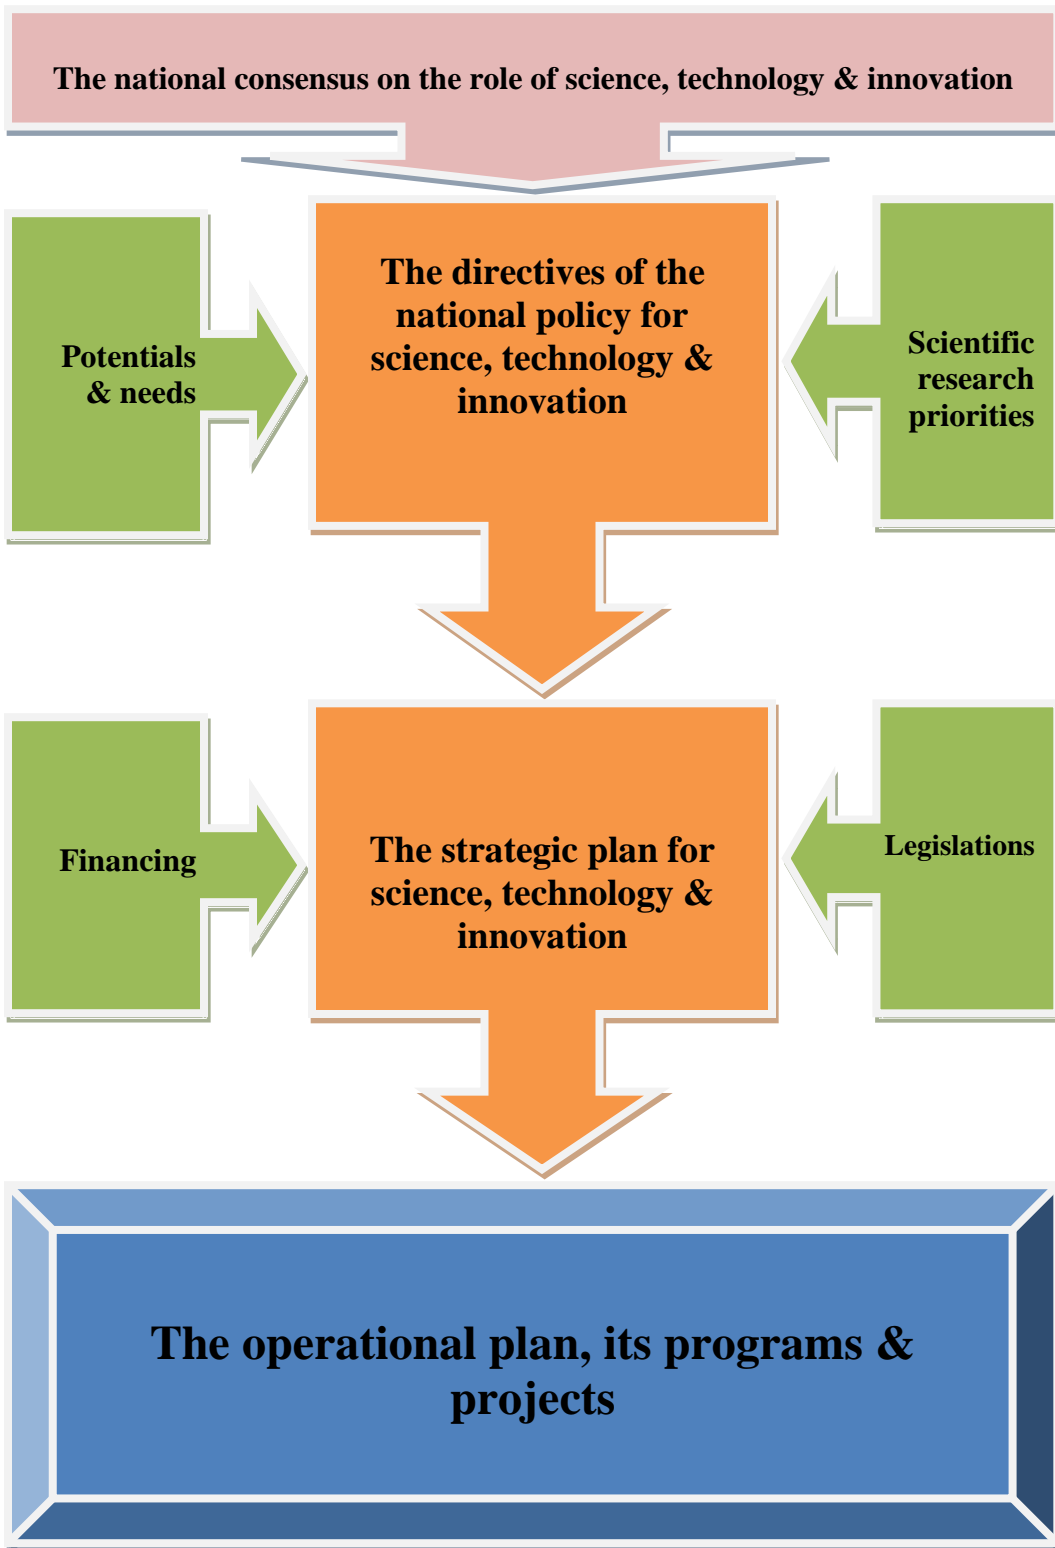 The national consensus on the role of science, technology & innovation
The directives of the
national policy for
science, technology &
innovation
Potentials
& needs
Scientific
research
priorities
Financing
The strategic plan for
science, technology &
innovation
Legislations
The operational plan, its programs &
projects